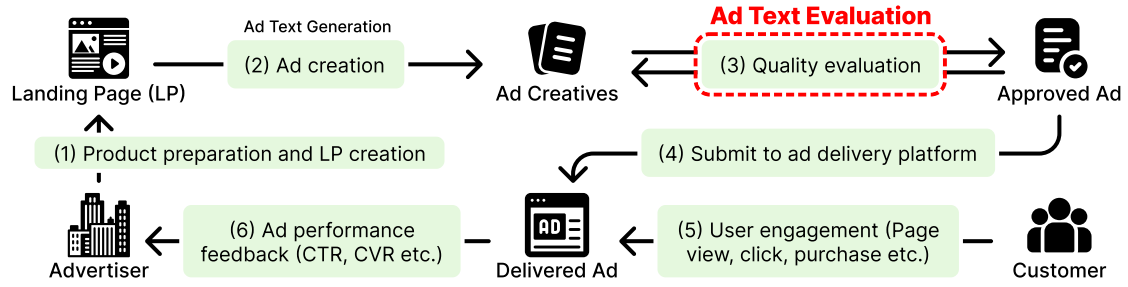 Ad Text Evaluation
Ad Text Generation
(2) Ad creation
(3) Quality evaluation
Landing Page (LP)
Ad Creatives
Approved Ad
(1) Product preparation and LP creation
(4) Submit to ad delivery platform
AD
(6) Ad performance
feedback (CTR, CVR etc.)
(5) User engagement (Page
view, click, purchase etc.)
Advertiser
Delivered Ad
Customer